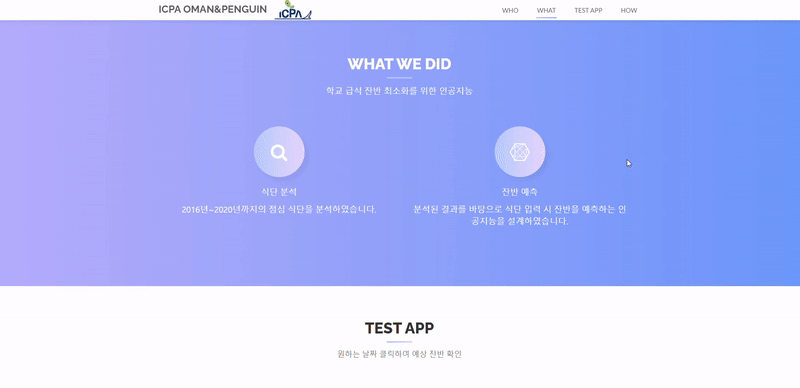 ICPA OMAN&PENGUIN
ICPA
WHO WHAT TEST APP HOW
WHAT WE DID
학교 급식 잔반 최소화를 위한 인공지능
식단 분석
2016년~2020년까지의 점심 식단을 분석하였습니다.
잔반 예측
분석된 결과를 바탕으로 식단 입력 시 잔반을 예측하는 인
공지능을 설계하였습니다.
TEST APP
원하는 날짜 클릭하여 예상 잔반 확인